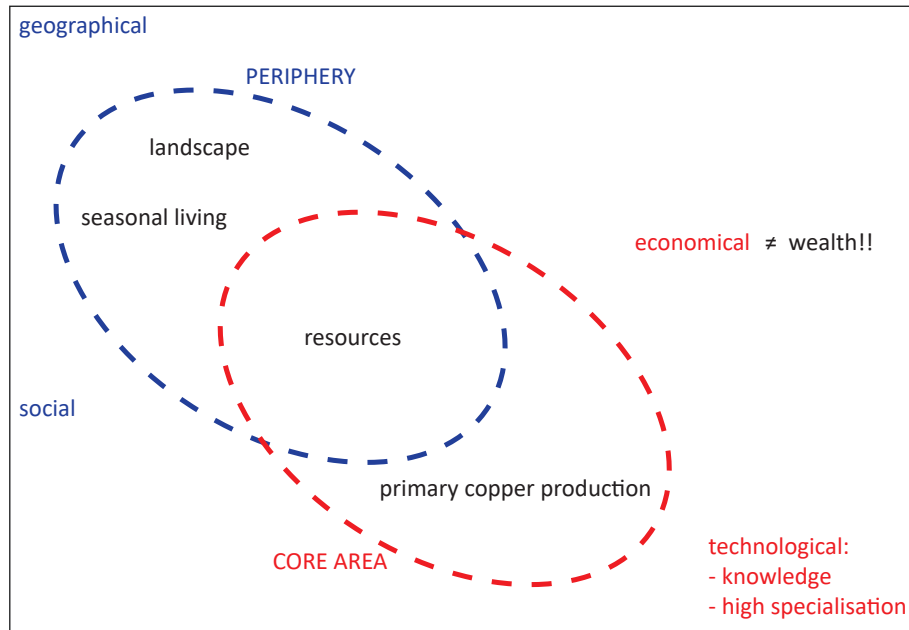 geographical
PERIPHERY
landscape
seasonal living
economical ≠ wealth!!
resources
social
primary copper production
CORE AREA
technological:
- knowledge
- high specialisation